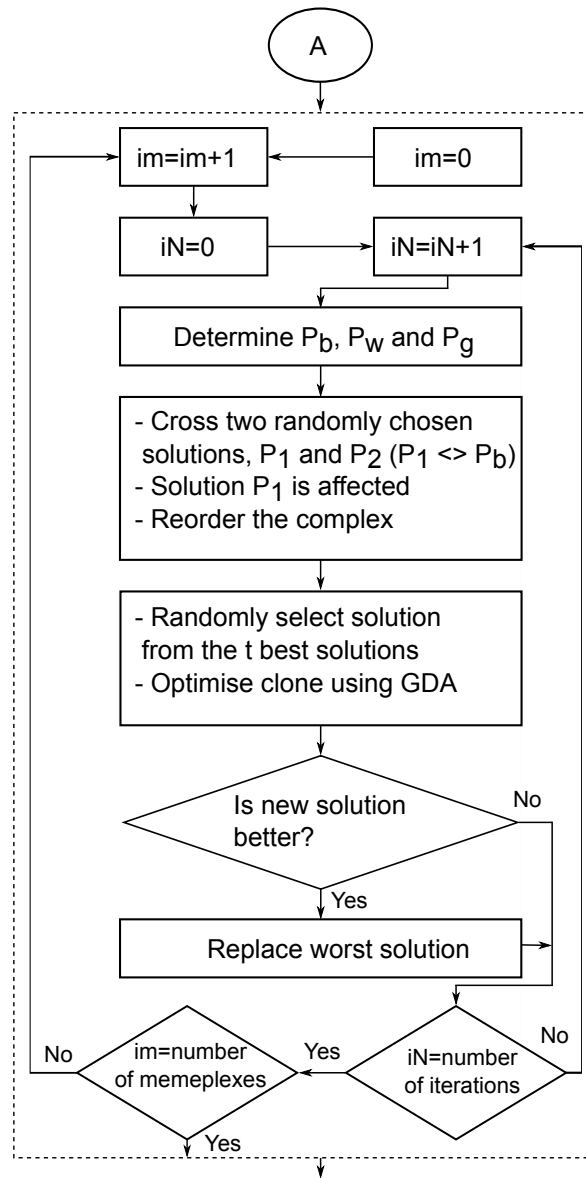 A
im=im+1
im=0
iN=0
iN=iN+1
Determine Pb, Pw and Pg
- Cross two randomly chosen
solutions, P1 and P2 (P1 <> Pb)
- Solution P1 is affected
- Reorder the complex
- Randomly select solution
from the t best solutions
- Optimise clone using GDA
Is new solution
better?
No
Yes
Replace worst solution
No
im=number
of memeplexes
Yes
iN=number
of iterations
No
Yes